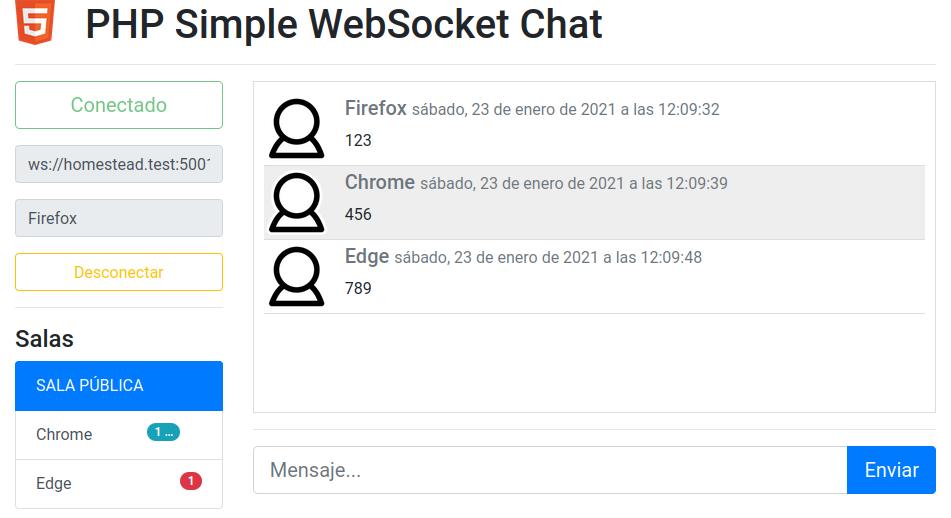 PHP Simple WebSocket Chat
Conectado
ws://homestead.test:5001
Firefox
Desconectar
Salas
SALA PÚBLICA
Chrome 1 ...
Edge 1
Firefox sábado, 23 de enero de 2021 a las 12:09:32
123
Chrome sábado, 23 de enero de 2021 a las 12:09:39
456
Edge sábado, 23 de enero de 2021 a las 12:09:48
789
Mensaje...
Enviar